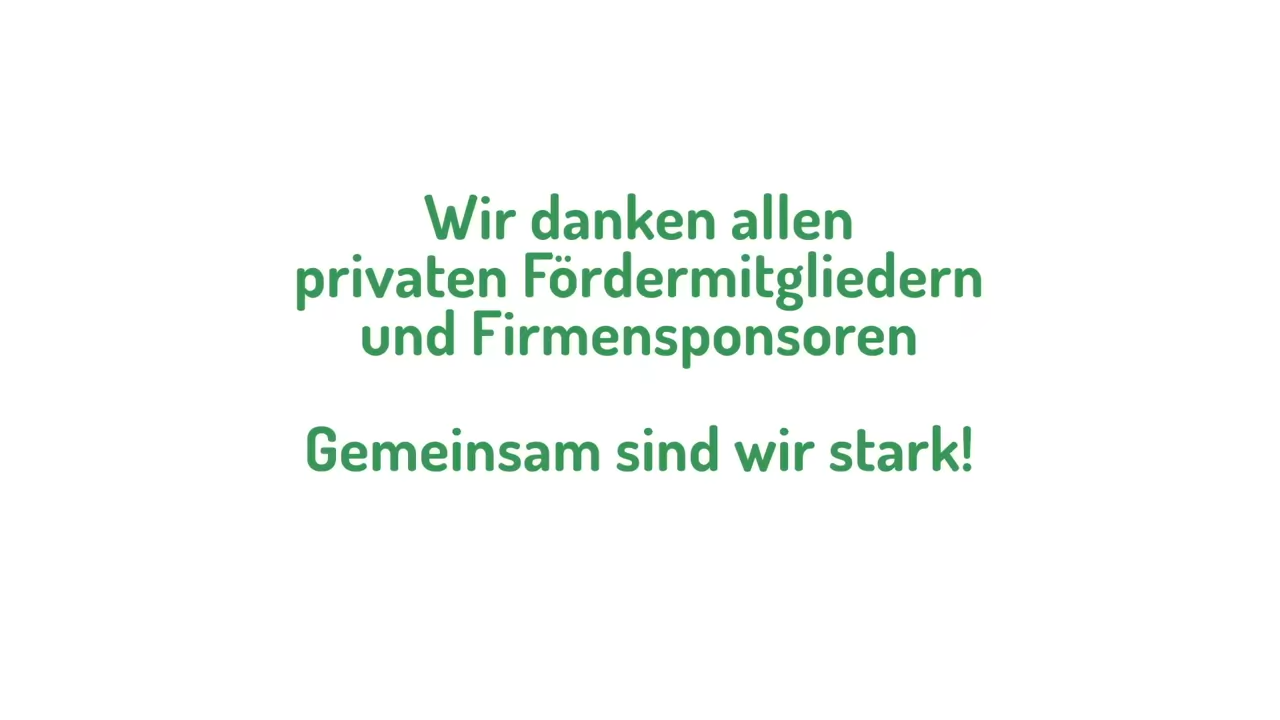 Wir danken allen
privaten Fördermitgliedern
und Firmensponsoren
Gemeinsam sind wir stark!